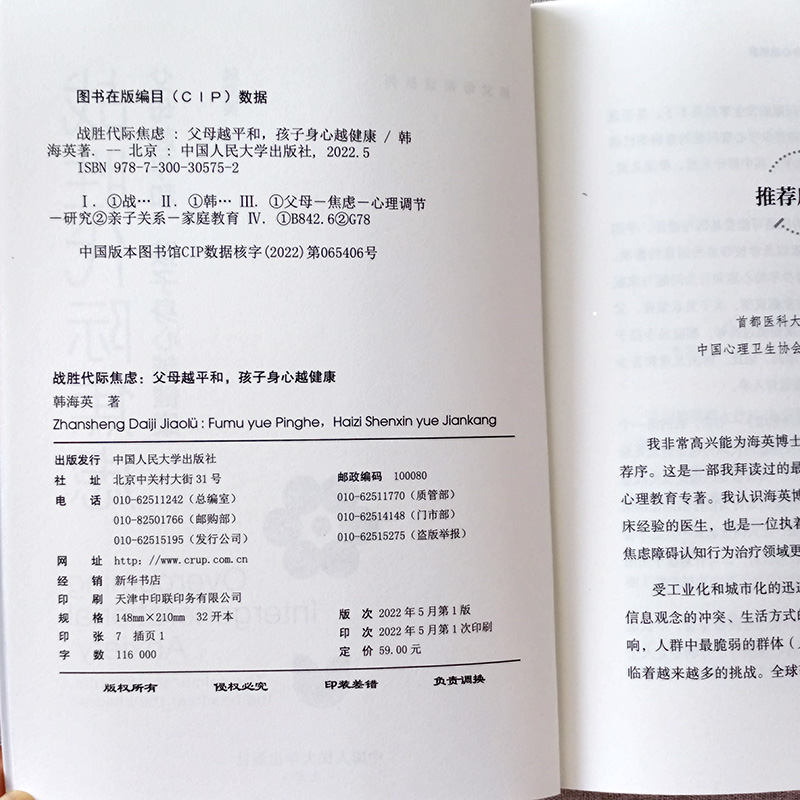 图书在版编目（CIP）数据
战胜代际焦虑：父母越平和，孩子身心越健康 / 韩
海英著. -- 北京：中国人民大学出版社，2022.5
ISBN 978-7-300-30575-2
Ⅰ. ①战… Ⅱ. ①韩… Ⅲ. ①父母－焦虑－心理调节
－研究②亲子关系－家庭教育 Ⅳ. ①B842.6②G78
中国版本图书馆CIP数据核字(2022)第065406号
战胜代际焦虑：父母越平和，孩子身心越健康
韩海英 著
Zhansheng Daiji Jiaolü：Fumu yue Pinghe，Haizi Shenxin yue Jiankang
出版发行 中国人民大学出版社
社 址 北京中关村大街31号 邮政编码 100080
电 话 010-62511242（总编室） 010-62511770（质管部）
010-82501766（邮购部） 010-62514148（门市部）
010-62515195（发行公司） 010-62515275（盗版举报）
网 址 http://www.crup.com.cn
经 销 新华书店
印 刷 天津中印联印务有限公司
规 格 148mm×210mm 32开本 版 次 2022年5月第1版
印 张 7 插页1 印 次 2022年5月第1次印刷
字 数 116 000 定 价 59.00元
版权所有 侵权必究 印装差错 负责调换
推荐
首都医科大
中国心理卫生协会
我非常高兴能为海英博士
荐序。这是一部我拜读过的最
心理教育专著。我认识海英博
床经验的医生，也是一位执着
焦虑障碍认知行为治疗领域更
受工业化和城市化的迅
信息观念的冲突、生活方式的
响，人群中最脆弱的群体（
临着越来越多的挑战。全球